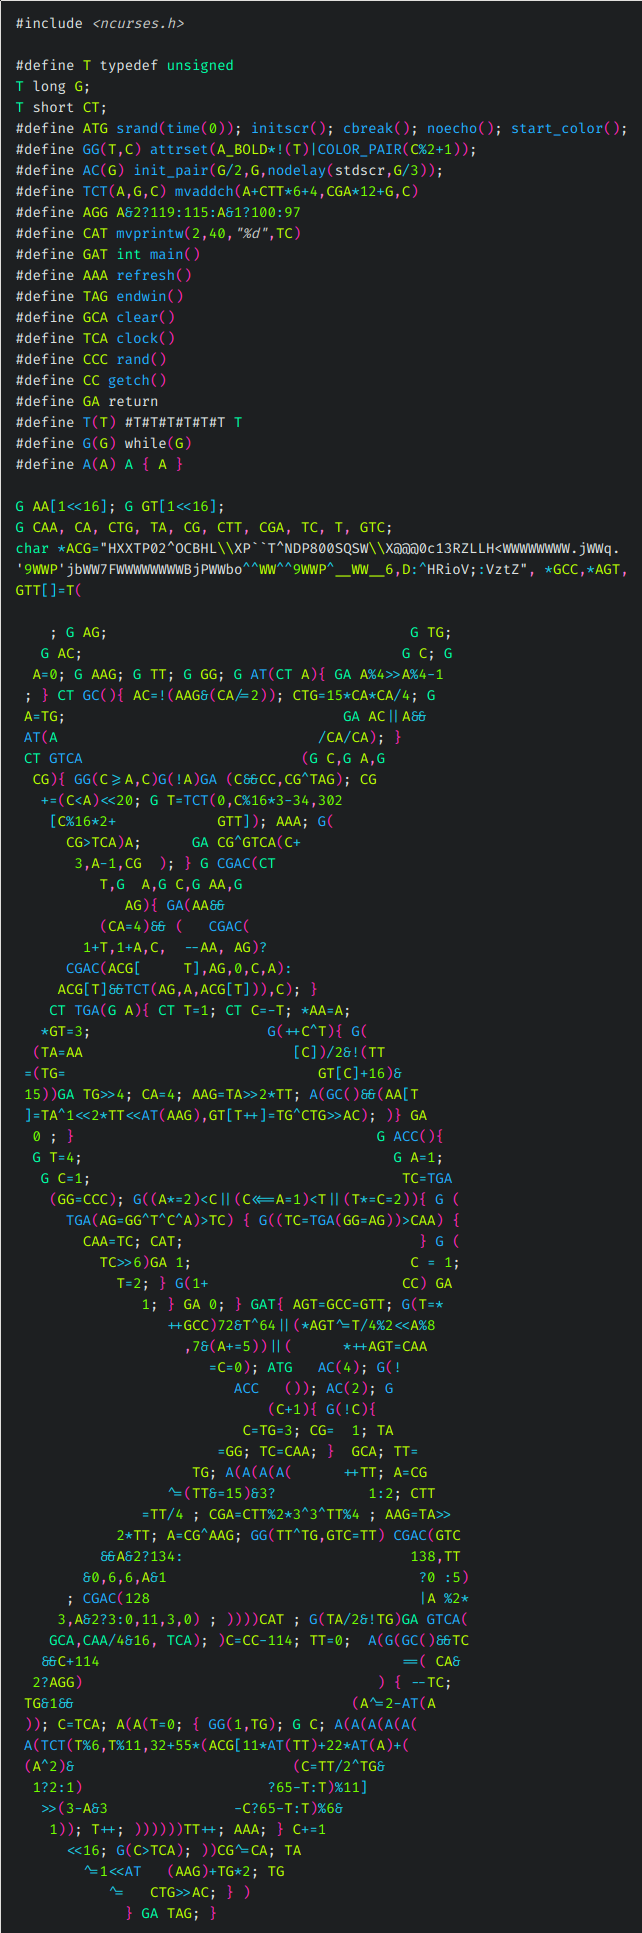 #include <ncurses.h>
#define T typedef unsigned
T long G;
T short CT;
#define ATG srand(time(0)); initscr(); cbreak(); noecho(); start_color();
#define GG(T,C) attrset(A_BOLD*!(T)|COLOR_PAIR(C%2+1));
#define AC(G) init_pair(G/2,G,nodelay(stdscr,G/3));
#define TCT(A,G,C) mvaddch(A+CTT*6+4,CGA*12+G,C)
#define AGG A&2?119:115:A&1?100:97
#define CAT mvprintw(2,40,"%d",TC)
#define GAT int main()
#define AAA refresh()
#define TAG endwin()
#define GCA clear()
#define TCA clock()
#define CCC rand()
#define CC getch()
#define GA return
#define T(T) #T#T#T#T#T#T T
#define G(G) while(G)
#define A(A) A { A }
G AA[1<<16]; G GT[1<<16];
G CAA, CA, CTG, TA, CG, CTT, CGA, TC, T, GTC;
char *ACG="HXXTP02^OCBHL\\XP``T^NDP800SQSW\\X@@@0c13RZLLH<WWWWWWWW.jWWq.
'9WWP'jbWW7FWWWWWWWWBjPWWbo^^WW^^9WWP^__WW__6,D:^HRioV;:VztZ", *GCC,*AGT,
GTT[]=T(
; G AG; G TG;
G AC; G C; G
A=0; G AAG; G TT; G GG; G AT(CT A){ GA A%4>>A%4-1
; } CT GC(){ AC=!(AAG&(CA/=2)); CTG=15*CA*CA/4; G
A=TG; GA AC||A&&
AT(A /CA/CA); }
CT GTCA (G C,G A,G
CG){ GG(C>=A,C)G(!A)GA (C&&CC,CG^TAG); CG
+=(C<A)<<20; G T=TCT(0,C%16*3-34,302
[C%16*2+ GTT]); AAA; G(
CG>TCA)A; GA CG^GTCA(C+
3,A-1,CG ); } G CGAC(CT
T,G A,G C,G AA,G
AG){ GA(AA&&
(CA=4)&& ( CGAC(
1+T,1+A,C, --AA, AG)?
CGAC(ACG[ T],AG,0,C,A):
ACG[T]&&TCT(AG,A,ACG[T])),C); }
CT TGA(G A){ CT T=1; CT C=-T; *AA=A;
*GT=3; G(++C^T){ G(
(TA=AA [C])/2&!(TT
=(TG= GT[C]+16)&
15))GA TG>>4; CA=4; AAG=TA>>2*TT; A(GC()&&(AA[T
]=TA^1<<2*TT<<AT(AAG),GT[T++]=TG^CTG>>AC); )} GA
0 ; } G ACC(){
G T=4; G A=1;
G C=1; TC=TGA
(GG=CCC); G((A*=2)<C||(C<<=A=1)<T||(T*=C=2)){ G (
TGA(AG=GG^T^C^A)>TC) { G((TC=TGA(GG=AG))>CAA) {
CAA=TC; CAT; } G (
TC>>6)GA 1; C = 1;
T=2; } G(1+ CC) GA
1; } GA 0; } GAT{ AGT=GCC=GTT; G(T=*
++GCC)72&T^64||(*AGT^=T/4%2<<A%8
,7&(A+=5))||( *++AGT=CAA
=C=0); ATG AC(4); G(!
ACC ()); AC(2); G
(C+1){ G(!C){
C=TG=3; CG= 1; TA
=GG; TC=CAA; } GCA; TT=
TG; A(A(A(A( ++TT; A=CG
^=(TT&=15)&3? 1:2; CTT
=TT/4 ; CGA=CTT%2*3^3^TT%4 ; AAG=TA>>
2*TT; A=CG^AAG; GG(TT^TG,GTC=TT) CGAC(GTC
&&A&2?134: 138,TT
&0,6,6,A&1 ?0 :5)
; CGAC(128 |A %2*
3,A&2?3:0,11,3,0) ; ))))CAT ; G(TA/2&!TG)GA GTCA(
GCA,CAA/4&16, TCA); )C=CC-114; TT=0; A(G(GC()&&TC
&&C+114 ==( CA&
2?AGG) ) { --TC;
TG&1&& (A^=2-AT(A
)); C=TCA; A(A(T=0; { GG(1,TG); G C; A(A(A(A(A(
A(TCT(T%6,T%11,32+55*(ACG[11*AT(TT)+22*AT(A)+(
(A^2)& (C=TT/2^TG&
1?2:1) ?65-T:T)%11]
>>(3-A&3 -C?65-T:T)%6&
1)); T++; ))))))TT++; AAA; } C+=1
<<16; G(C>TCA); ))CG^=CA; TA
^=1<<AT (AAG)+TG*2; TG
^= CTG>>AC; } )
} GA TAG; }